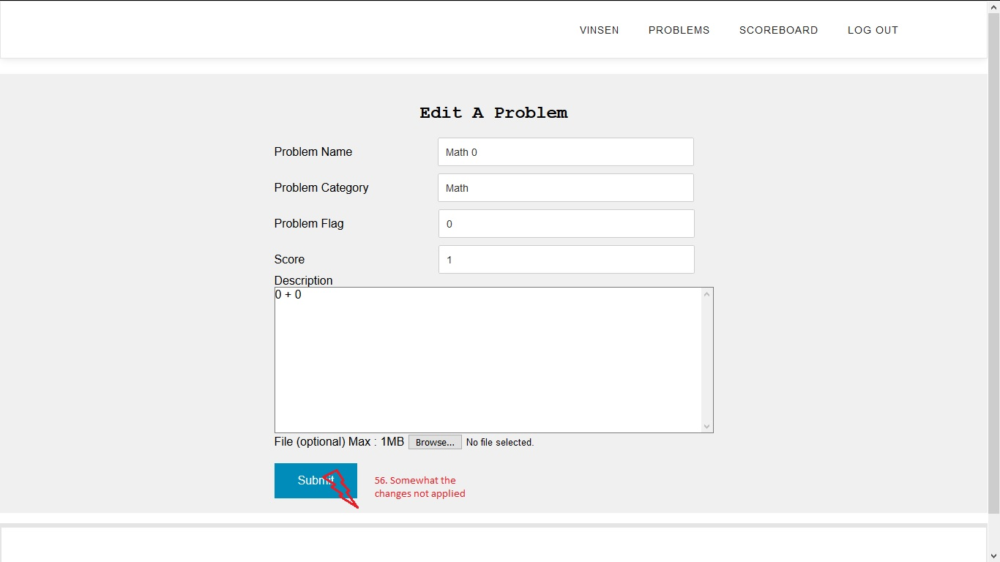 VINSEN PROBLEMS SCOREBOARD LOG OUT
Edit A Problem
Problem Name Math 0
Problem Category Math
Problem Flag 0
Score 1
Description
0 + 0
File (optional) Max : 1MB Browse... No file selected.
Submit 56. Somewhat the
changes not applied